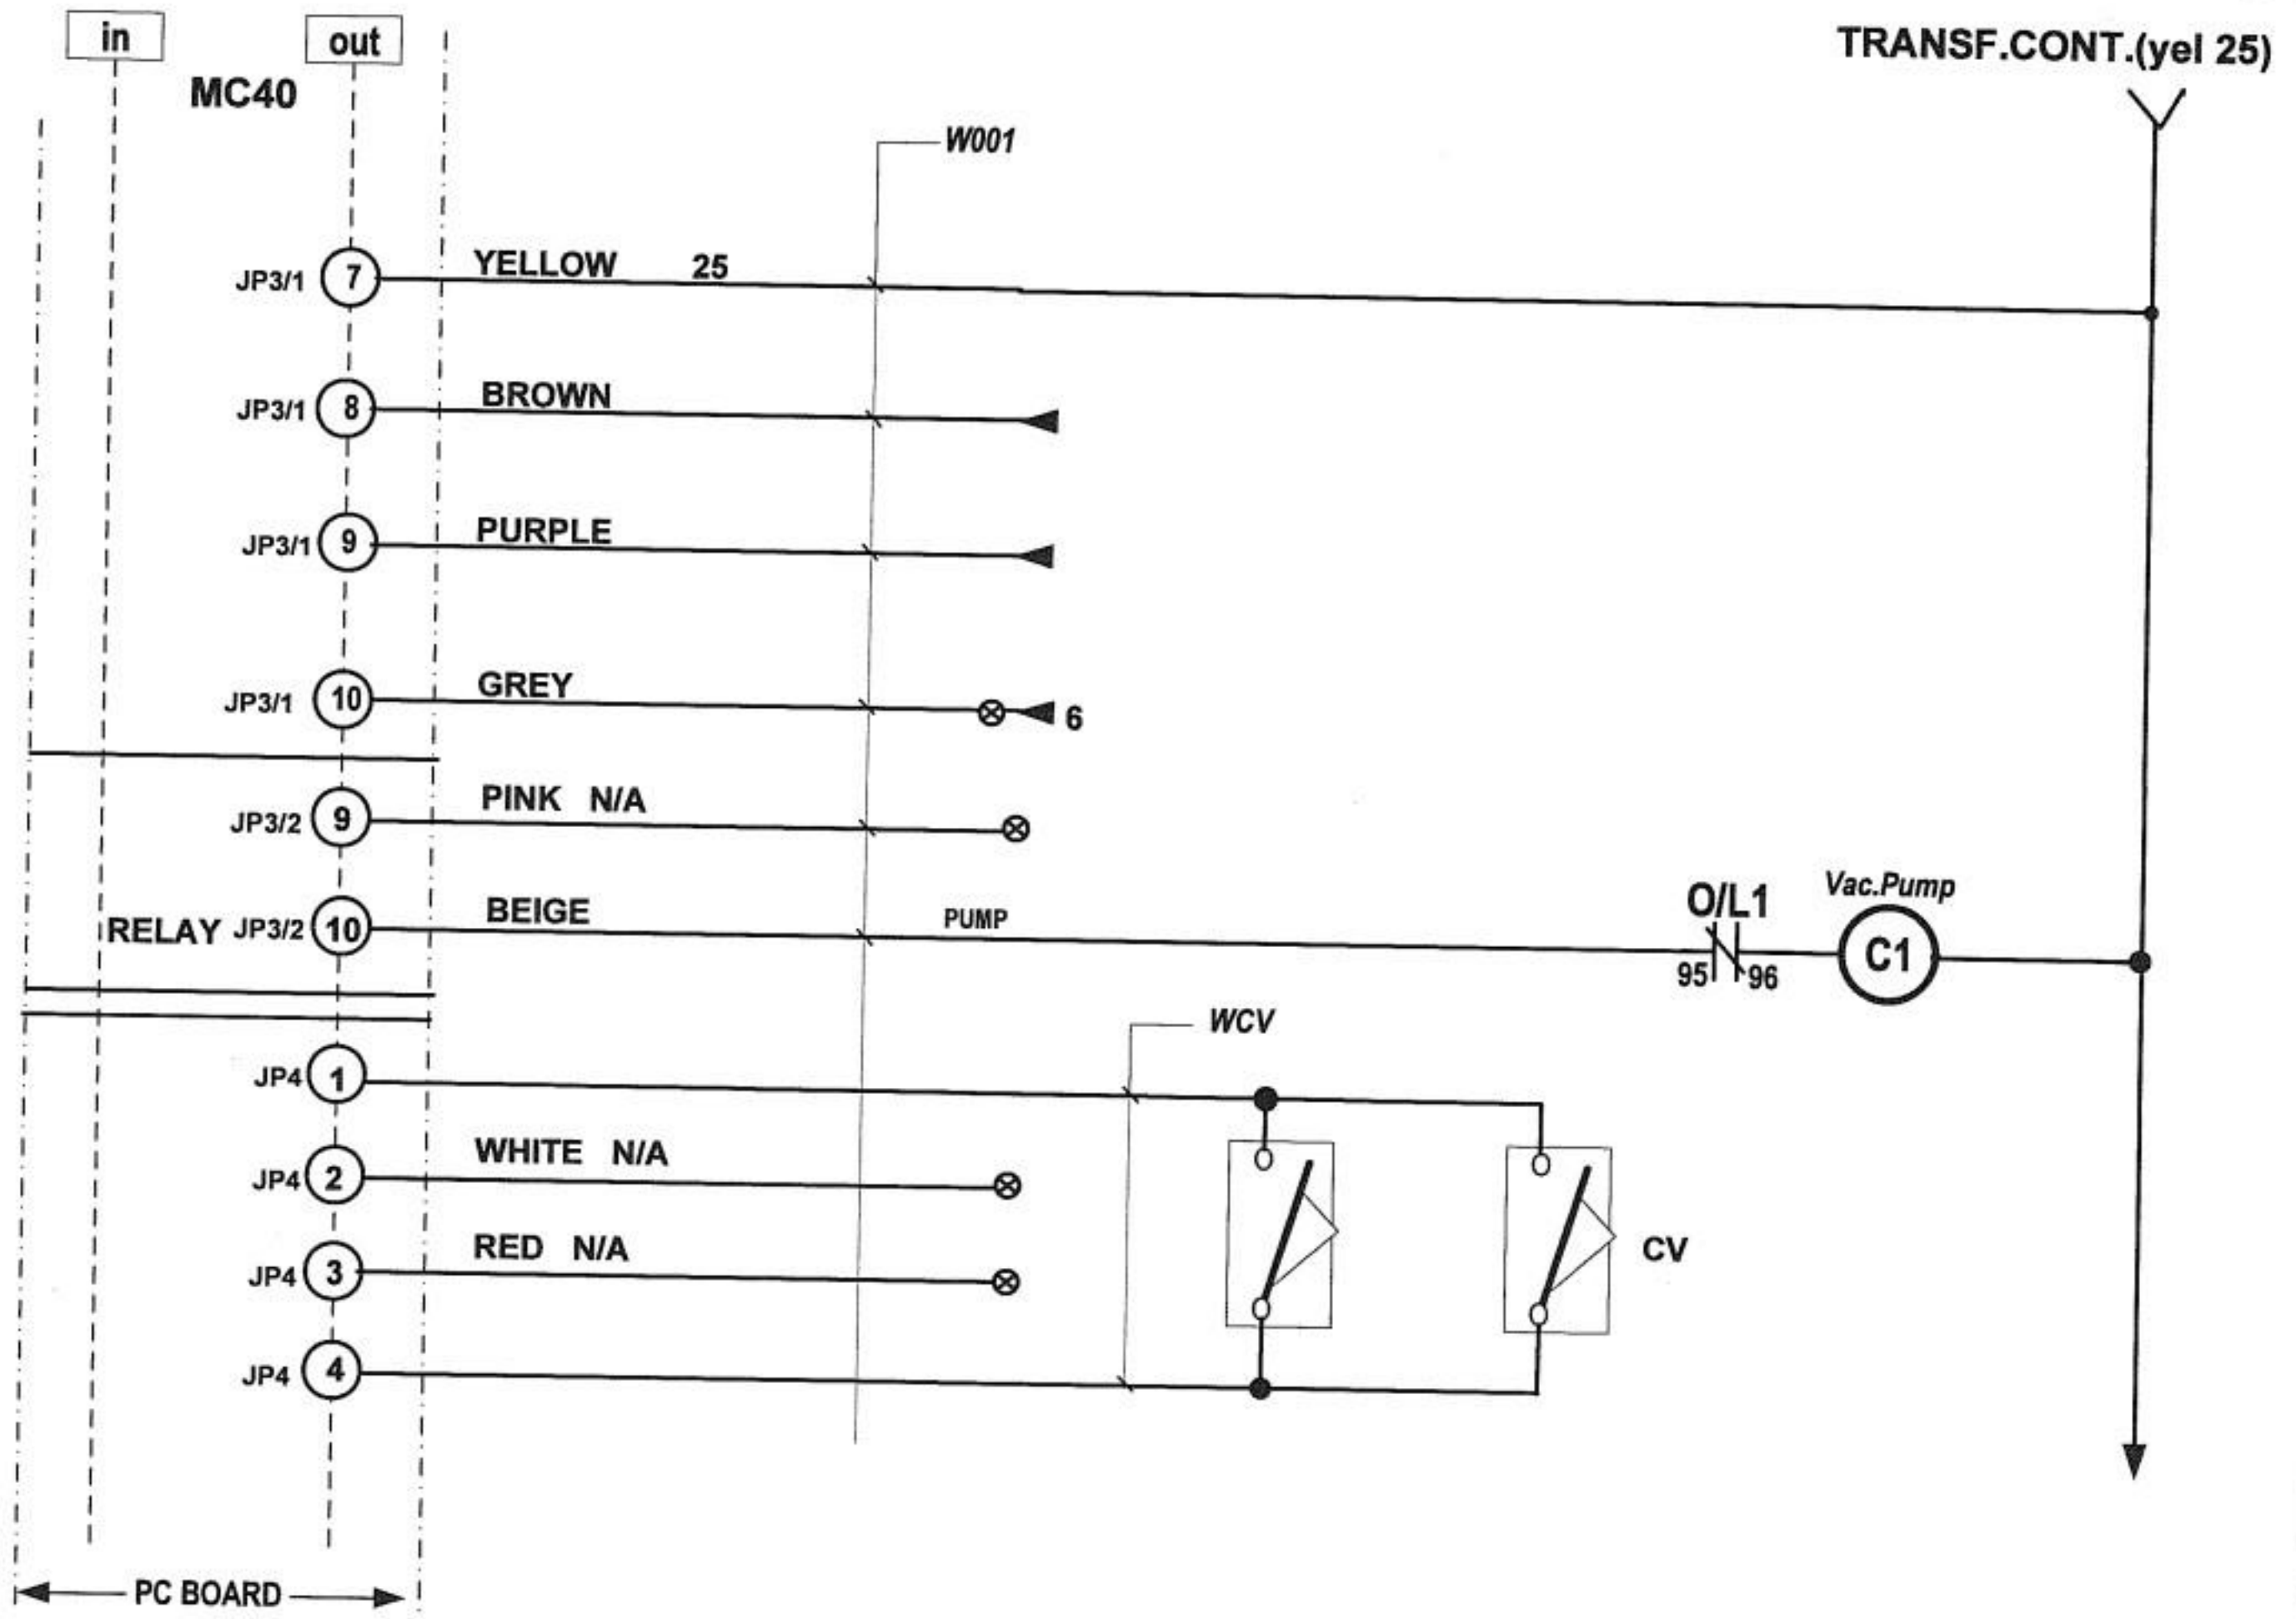 in
out
TRANSF.CONT.(yel 25)
MC40
W001
JP3/1 7 YELLOW 25
JP3/1 8 BROWN
JP3/1 9 PURPLE
JP3/1 10 GREY 6
JP3/2 9 PINK N/A
RELAY JP3/2 10 BEIGE PUMP O/L1 95 96 Vac.Pump C1
WCV
JP4 1
JP4 2 WHITE N/A
JP4 3 RED N/A
CV
JP4 4
PC BOARD